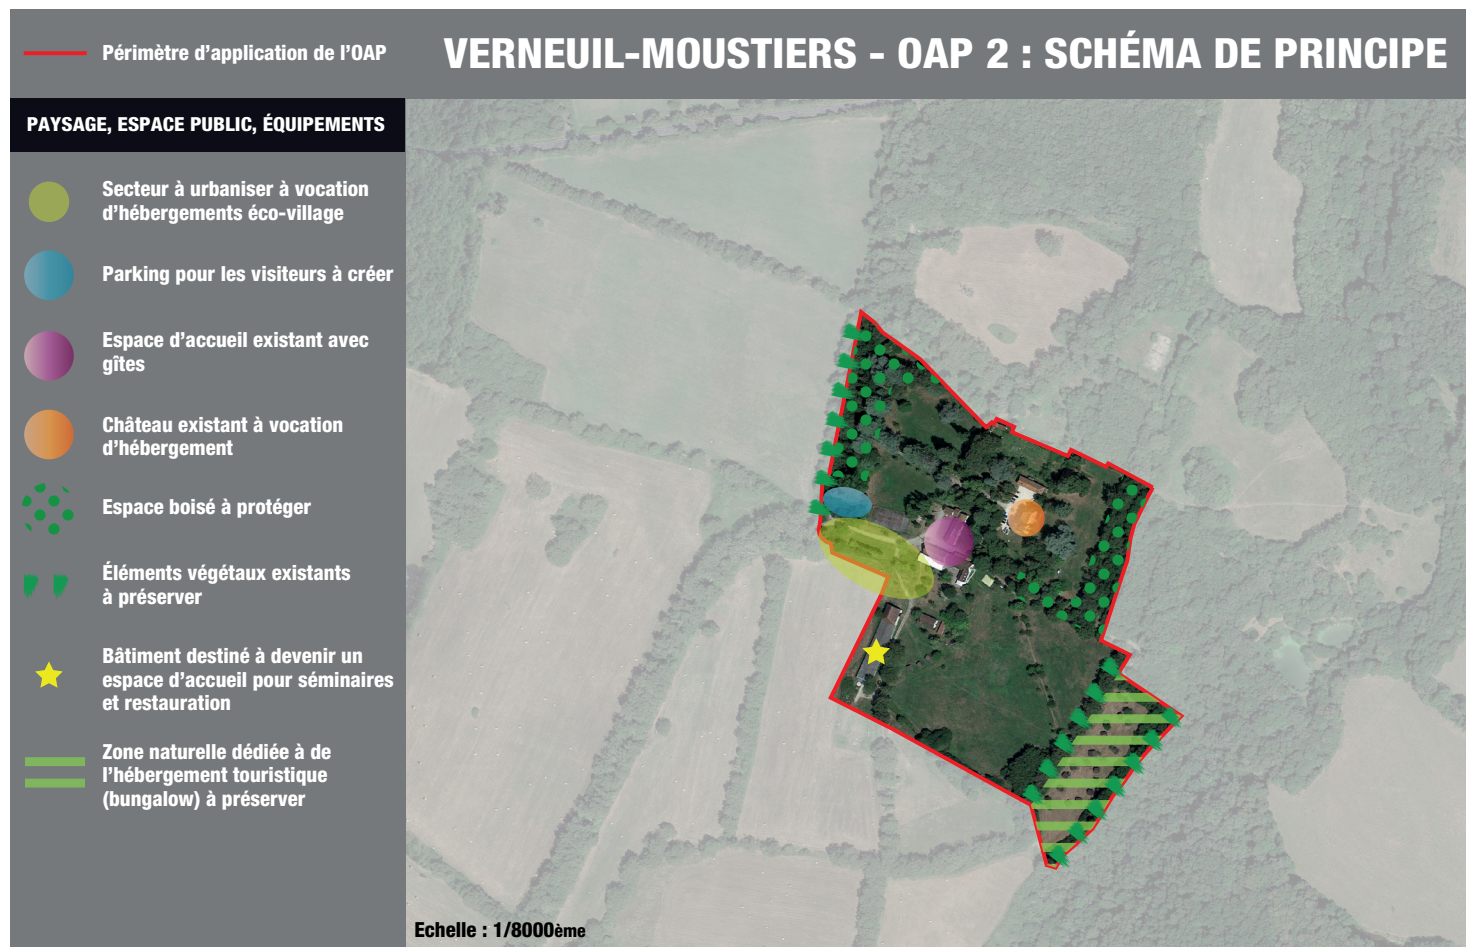 Périmètre d'application de l'OAP
VERNEUIL-MOUSTIERS - OAP 2 : SCHÉMA DE PRINCIPE
PAYSAGE, ESPACE PUBLIC, ÉQUIPEMENTS
Secteur à urbaniser à vocation
d'hébergements éco-village
Parking pour les visiteurs à créer
Espace d'accueil existant avec
gîtes
Château existant à vocation
d'hébergement
Espace boisé à protéger
Éléments végétaux existants
à préserver
Bâtiment destiné à devenir un
espace d'accueil pour séminaires
et restauration
Zone naturelle dédiée à de
l'hébergement touristique
(bungalow) à préserver
Echelle : 1/8000ème